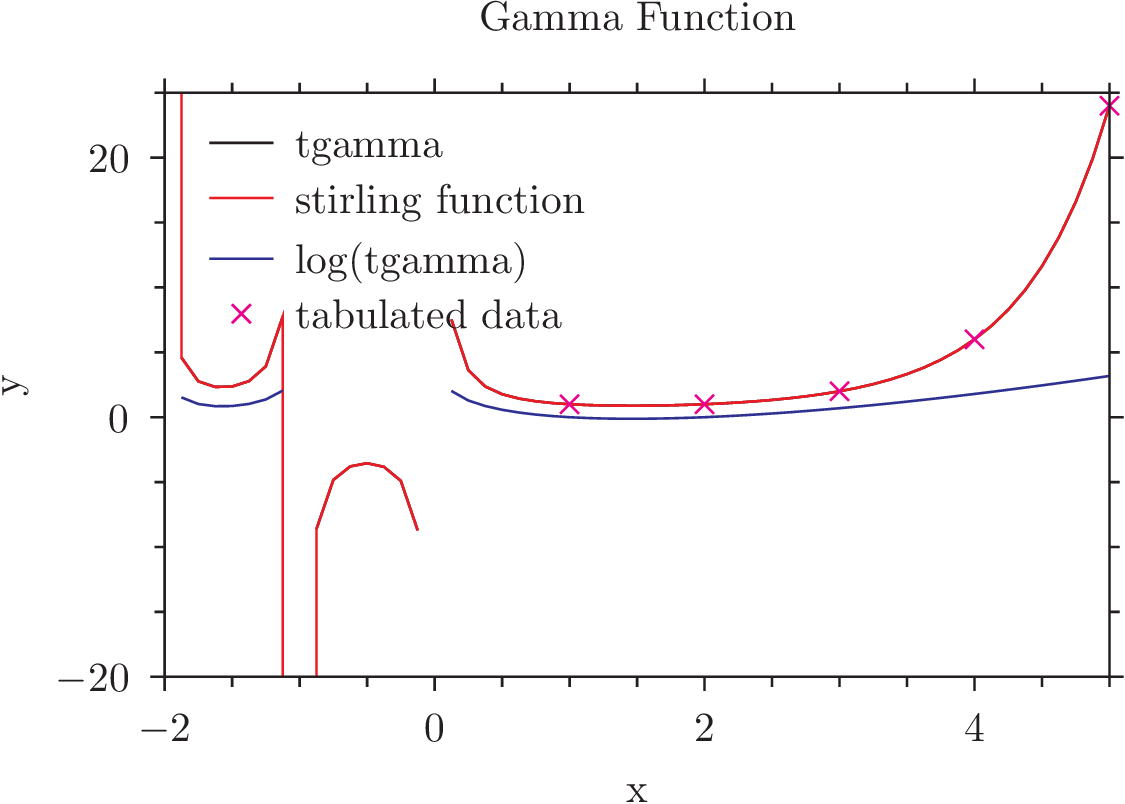 Gamma Function
20
tgamma
stirling function
log(tgamma)
tabulated data
y
0
−20
−2 0 2 4
x